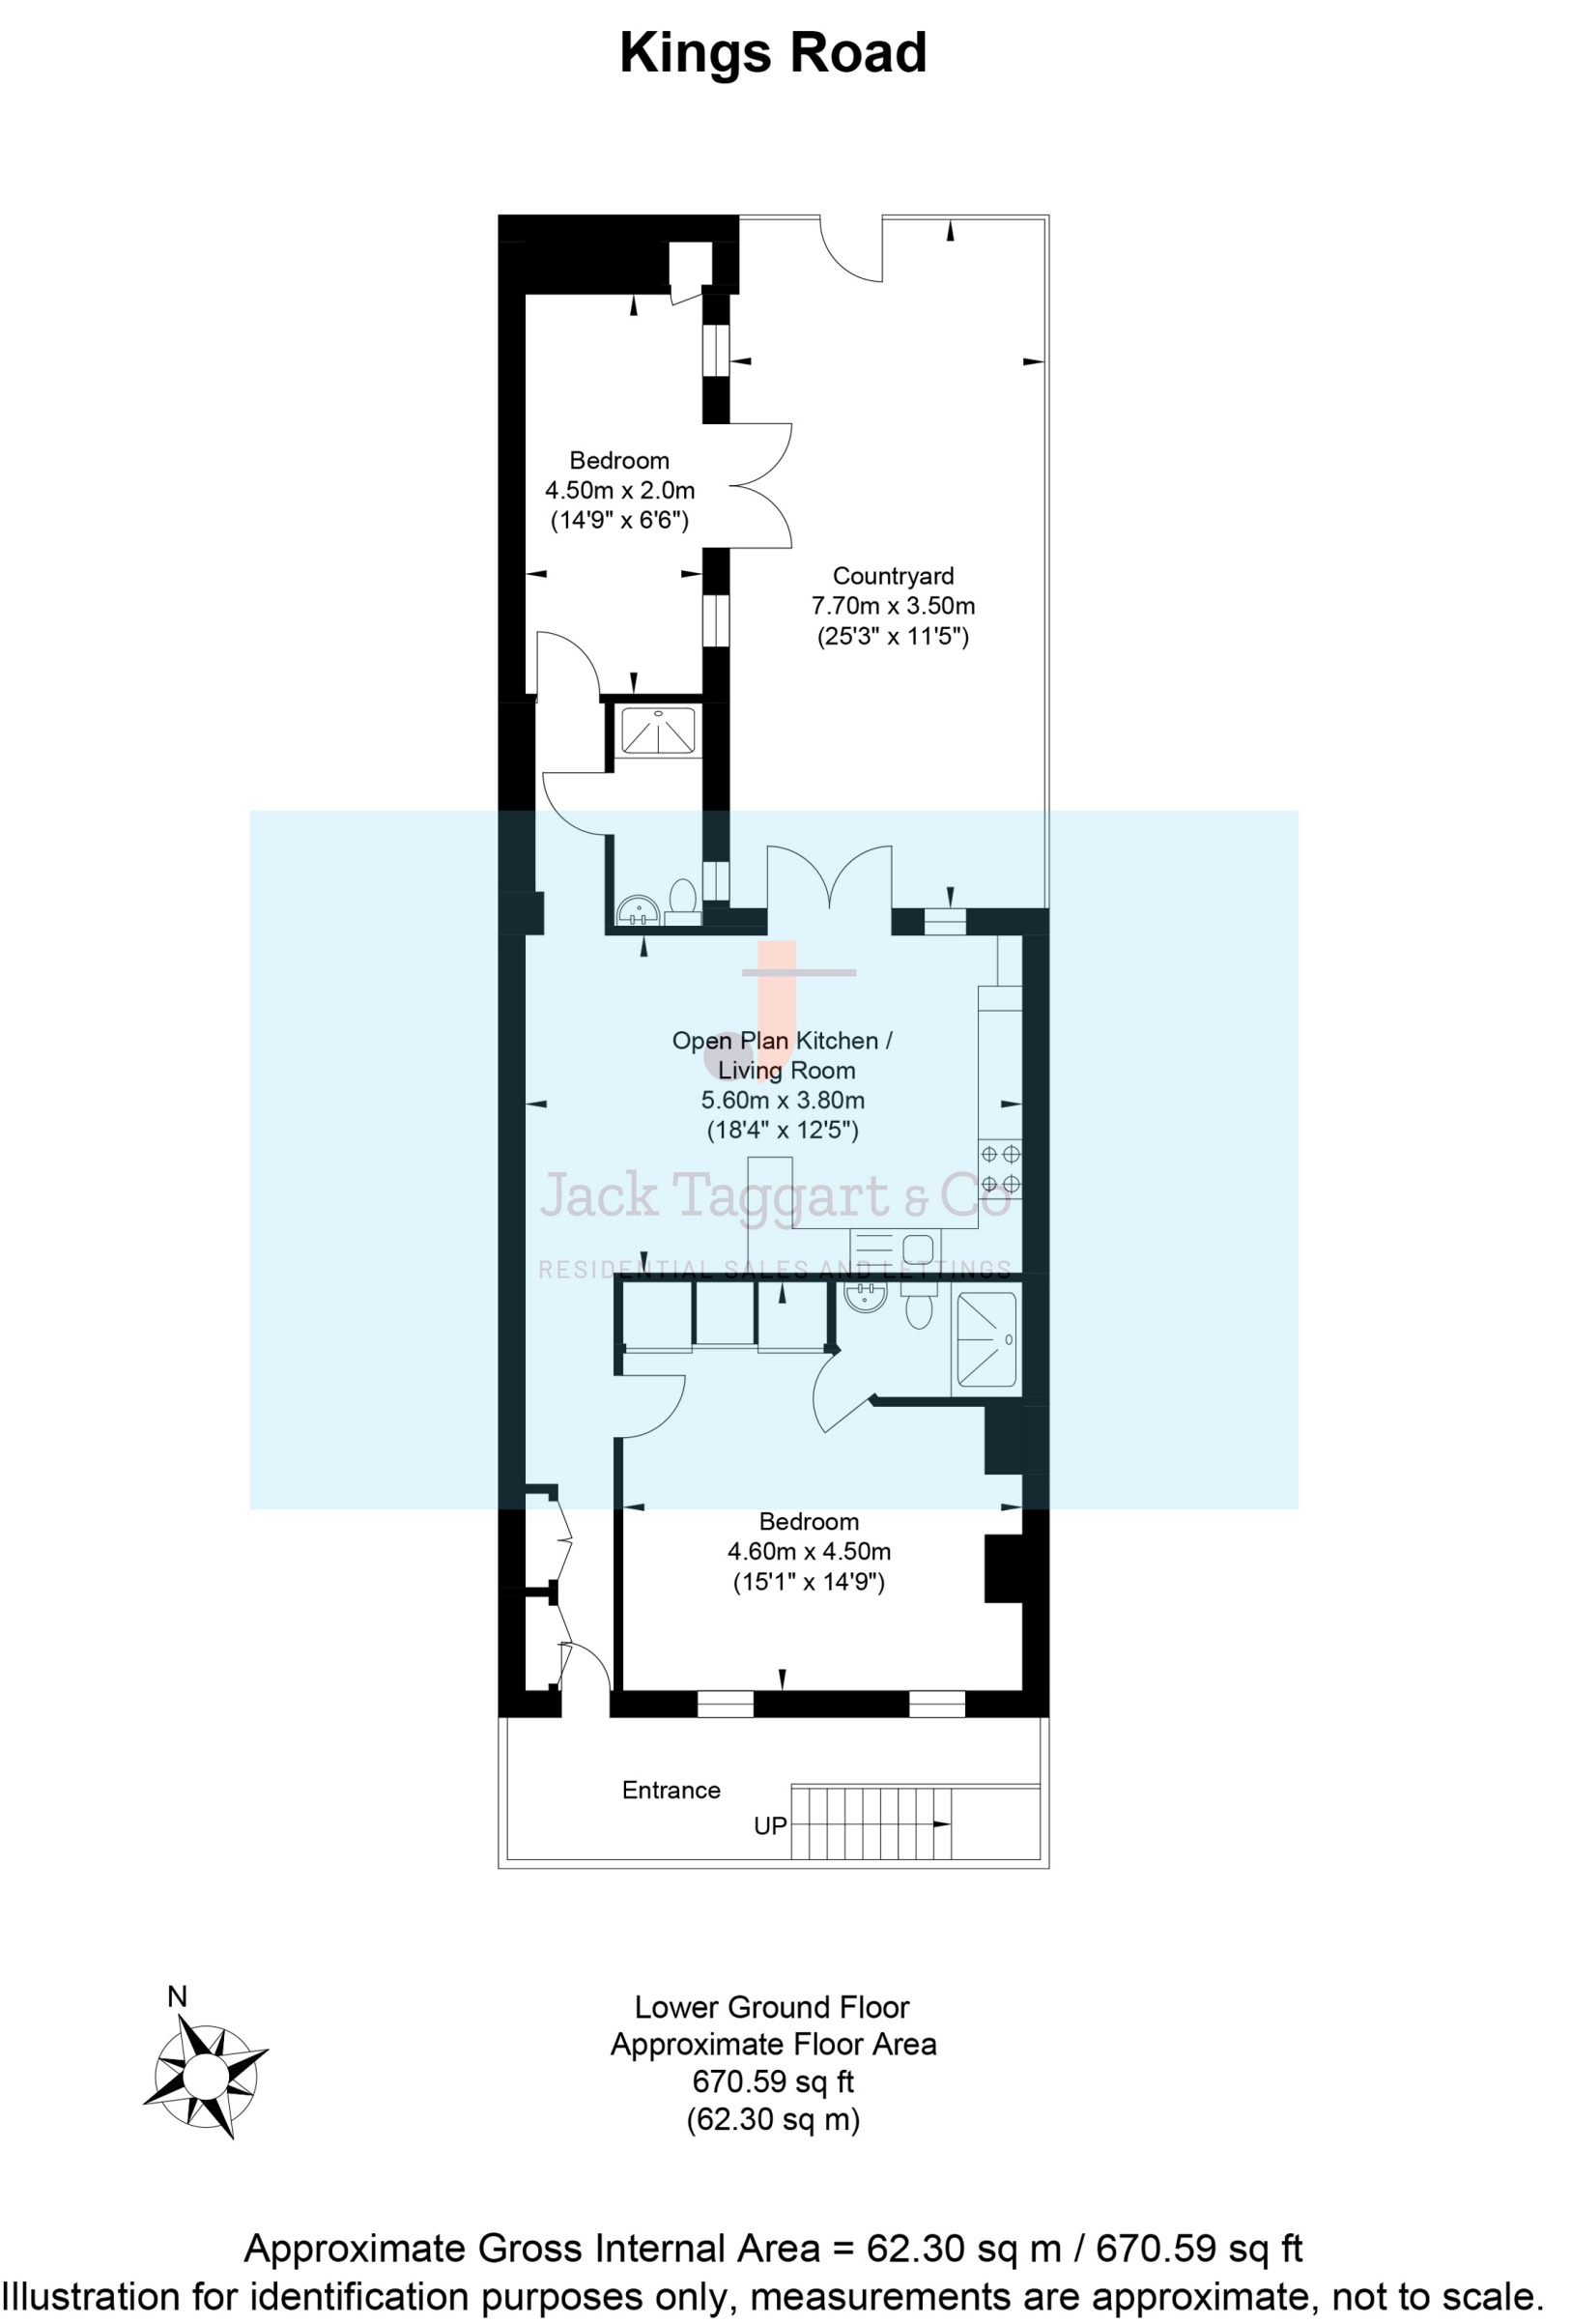 Kings Road
Bedroom
4.50m x 2.0m
(14'9" x 6'6")
Countryard
7.70m x 3.50m
(25'3" x 11'5")
Open Plan Kitchen /
Living Room
5.60m x 3.80m
(18'4" x 12'5")
Jack Taggart & Co
RESIDENTIAL SALES AND LETTINGS
Bedroom
4.60m x 4.50m
(15'1" x 14'9")
Entrance
UP
N
Lower Ground Floor
Approximate Floor Area
670.59 sq ft
(62.30 sq m)
Approximate Gross Internal Area = 62.30 sq m / 670.59 sq ft
Illustration for identification purposes only, measurements are approximate, not to scale.